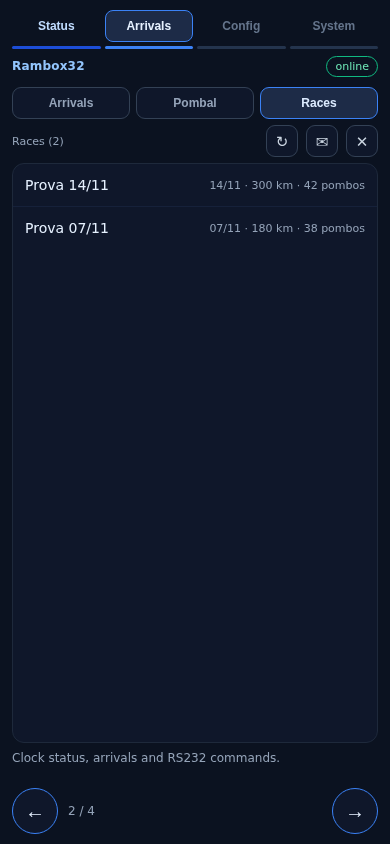 Status Arrivals Config System
Rambox32 online
Arrivals Pombal Races
Races (2) ↻ ✉ ✕
Prova 14/11 14/11 · 300 km · 42 pombos
Prova 07/11 07/11 · 180 km · 38 pombos
Clock status, arrivals and RS232 commands.
← 2 / 4 →